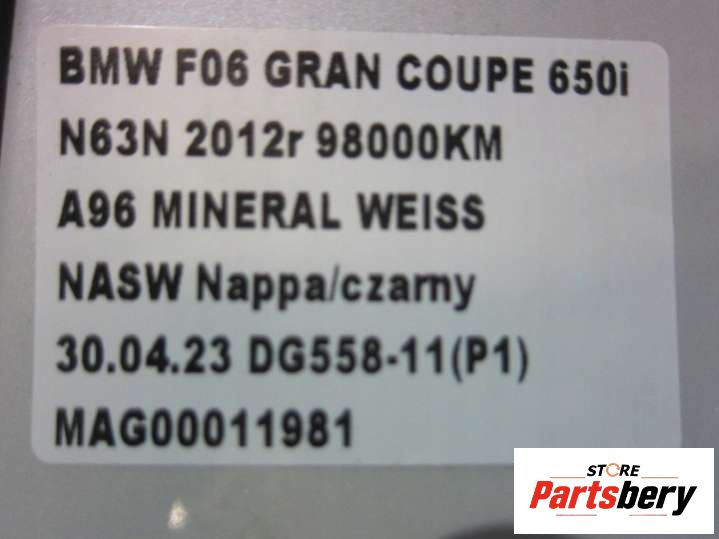 BMW F06 GRAN COUPE 650i
N63N 2012r 98000KM
A96 MINERAL WEISS
NASW Nappa/czarny
30.04.23 DG558-11(P1)
MAG00011981
STORE
Partsbery